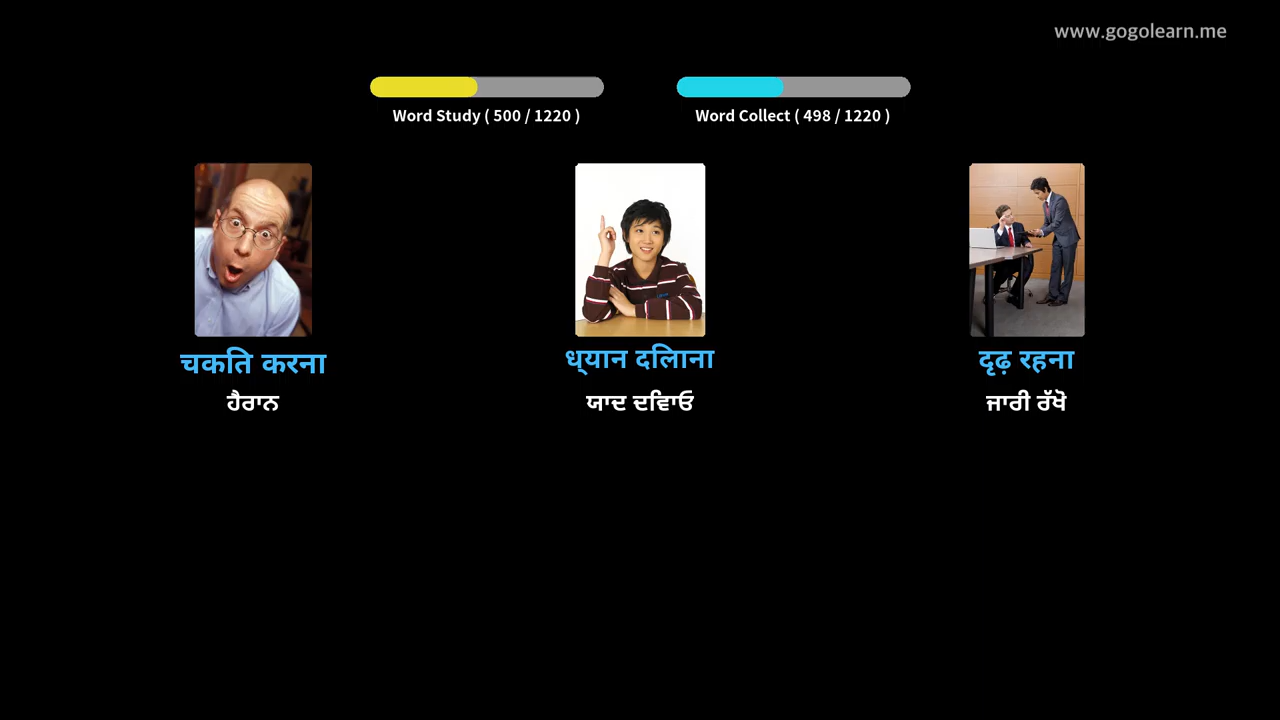 www.gogolearn.me
Word Study ( 500 / 1220 )
Word Collect ( 498 / 1220 )
चकति करना
ध्यान दलिाना
दृढ़ रहना
ਹੈਰਾਨ
ਯਾਦ ਦਵਿਾਓ
ਜਾਰੀ ਰੱਖੋ